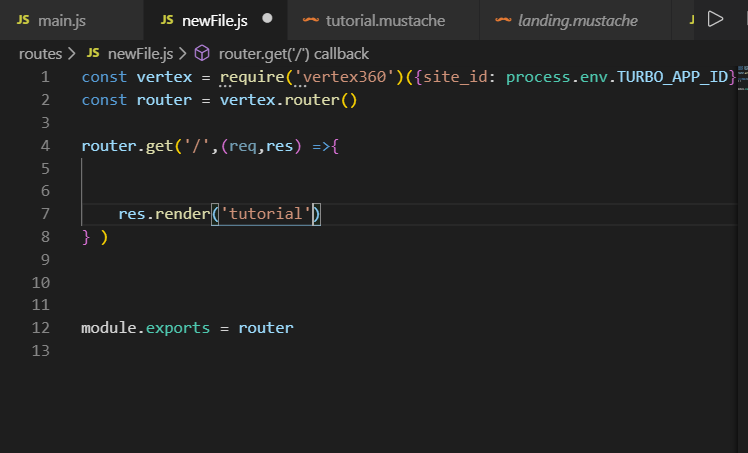 JS main.js JS newFile.js tutorial.mustache landing.mustache
routes > JS newFile.js > router.get('/') callback
1 const vertex = require('vertex360')({site_id: process.env.TURBO_APP_ID}
2 const router = vertex.router()
3
4 router.get('/',(req,res) =>{
5
6
7 res.render('tutorial')
8 } )
9
10
11
12 module.exports = router
13